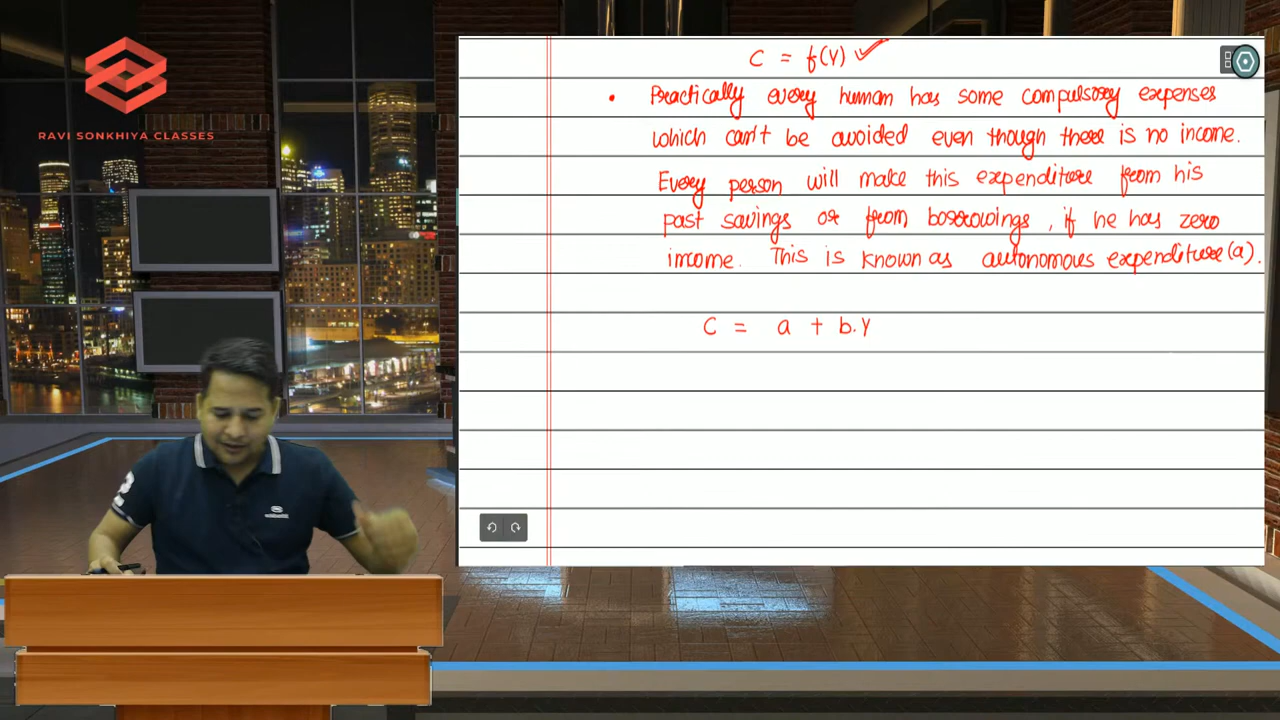 RAVI SONKHIYA CLASSES
C = f(Y) ✓
• Practically every human has some compulsory expenses
which can't be avoided even though there is no income.
Every person will make this expenditure from his
past savings or from borrowings, if he has zero
income. This is known as autonomous expenditure (a).
C = a + b.Y
2